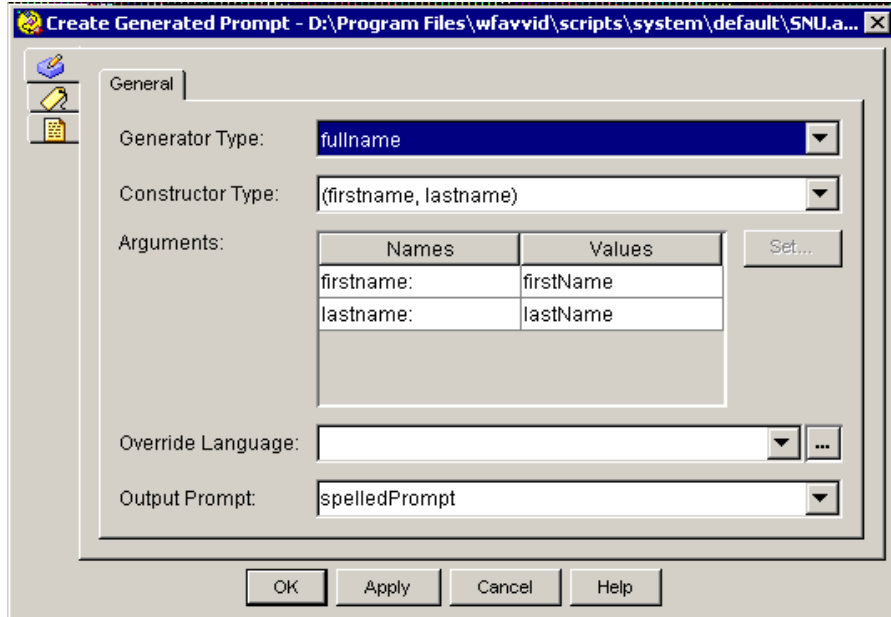 Create Generated Prompt - D:\Program Files\wfavvid\scripts\system\default\SNU.a...
General
Generator Type: fullname
Constructor Type: (firstname, lastname)
Arguments: Names Values Set...
firstname: firstName
lastname: lastName
Override Language: ...
Output Prompt: spelledPrompt
OK Apply Cancel Help